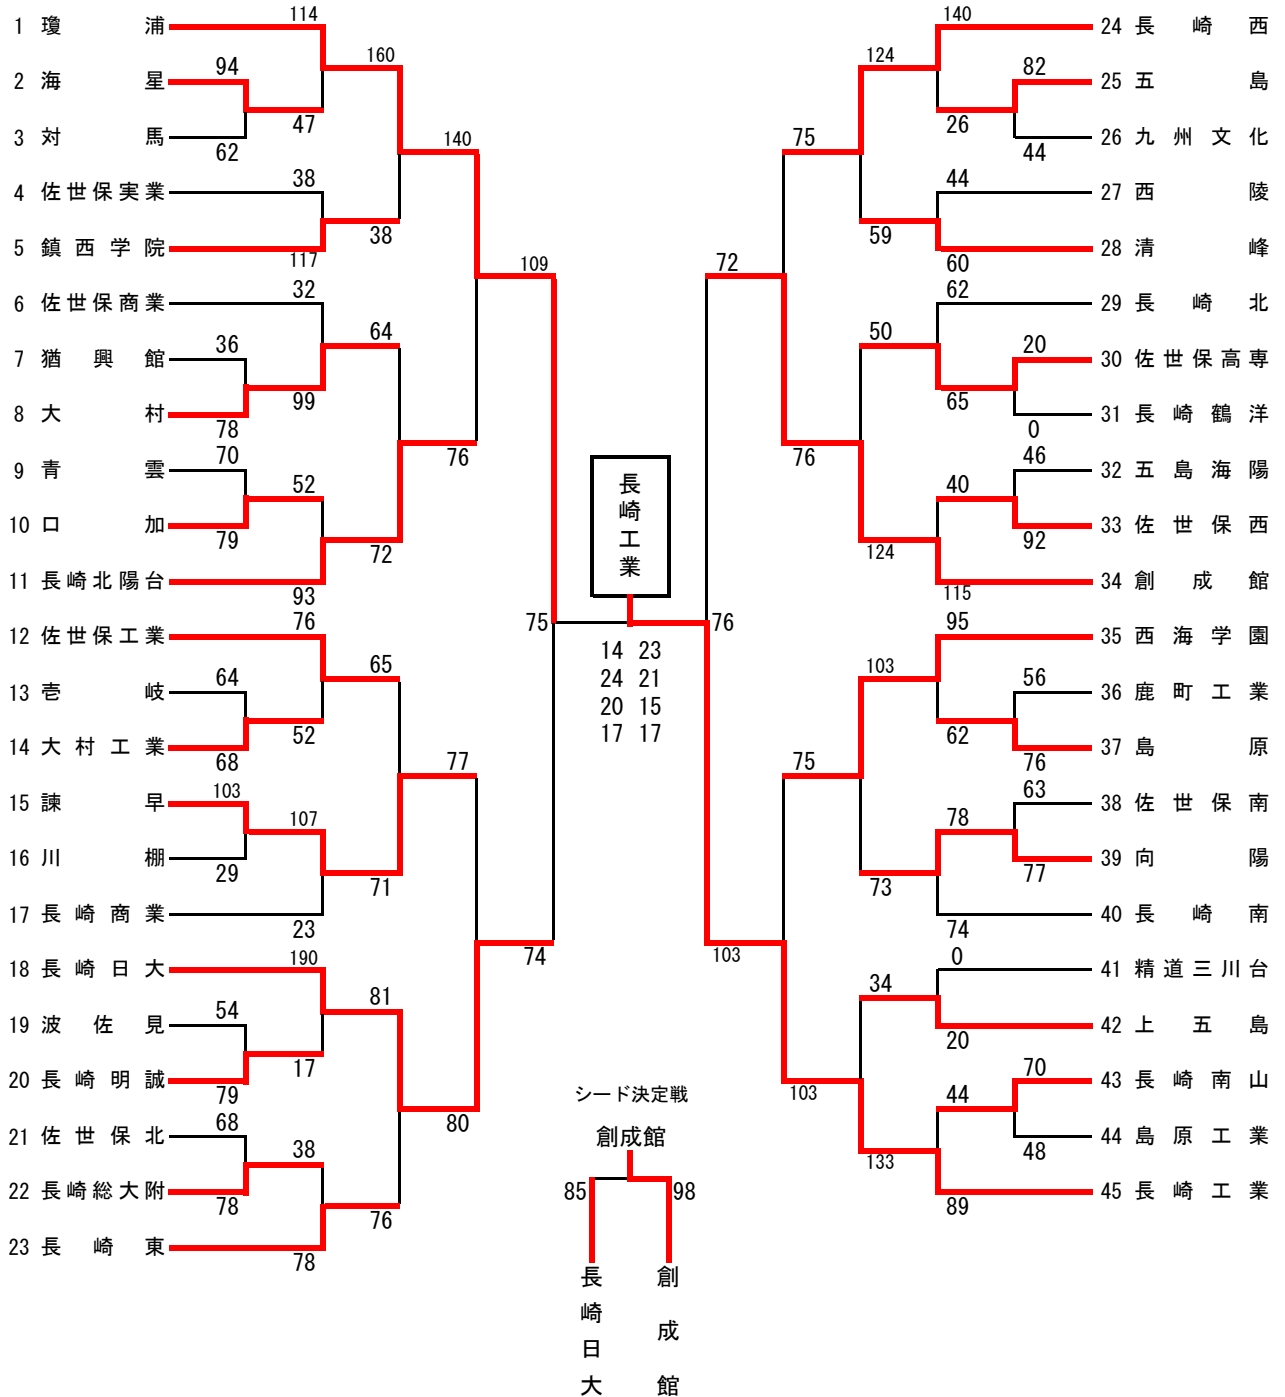 1 瓊浦
2 海星
3 対馬
4 佐世保実業
5 鎮西学院
6 佐世保商業
7 猶興館
8 大村
9 青雲
10 口加
11 長崎北陽台
12 佐世保工業
13 壱岐
14 大村工業
15 諫早
16 川棚
17 長崎商業
18 長崎日大
19 波佐見
20 長崎明誠
21 佐世保北
22 長崎総大附
23 長崎東
114
94
47
62
38
117
32
36
99
78
70
52
79
93
76
64
52
68
103
107
29
23
190
54
17
79
68
38
78
78
160
38
64
72
65
71
81
76
140
76
77
80
109
74
75
長崎工業
76
14 23
24 21
20 15
17 17
72
103
75
76
75
103
124
59
50
124
103
73
34
133
140
82
26
44
44
60
62
20
65
0
46
40
92
115
95
56
62
76
63
78
77
74
0
20
70
44
48
89
24 長崎西
25 五島
26 九州文化
27 西陵
28 清峰
29 長崎北
30 佐世保高専
31 長崎鶴洋
32 五島海陽
33 佐世保西
34 創成館
35 西海学園
36 鹿町工業
37 島原
38 佐世保南
39 向陽
40 長崎南
41 精道三川台
42 上五島
43 長崎南山
44 島原工業
45 長崎工業
シード決定戦
創成館
85 98
長崎日大
創成館